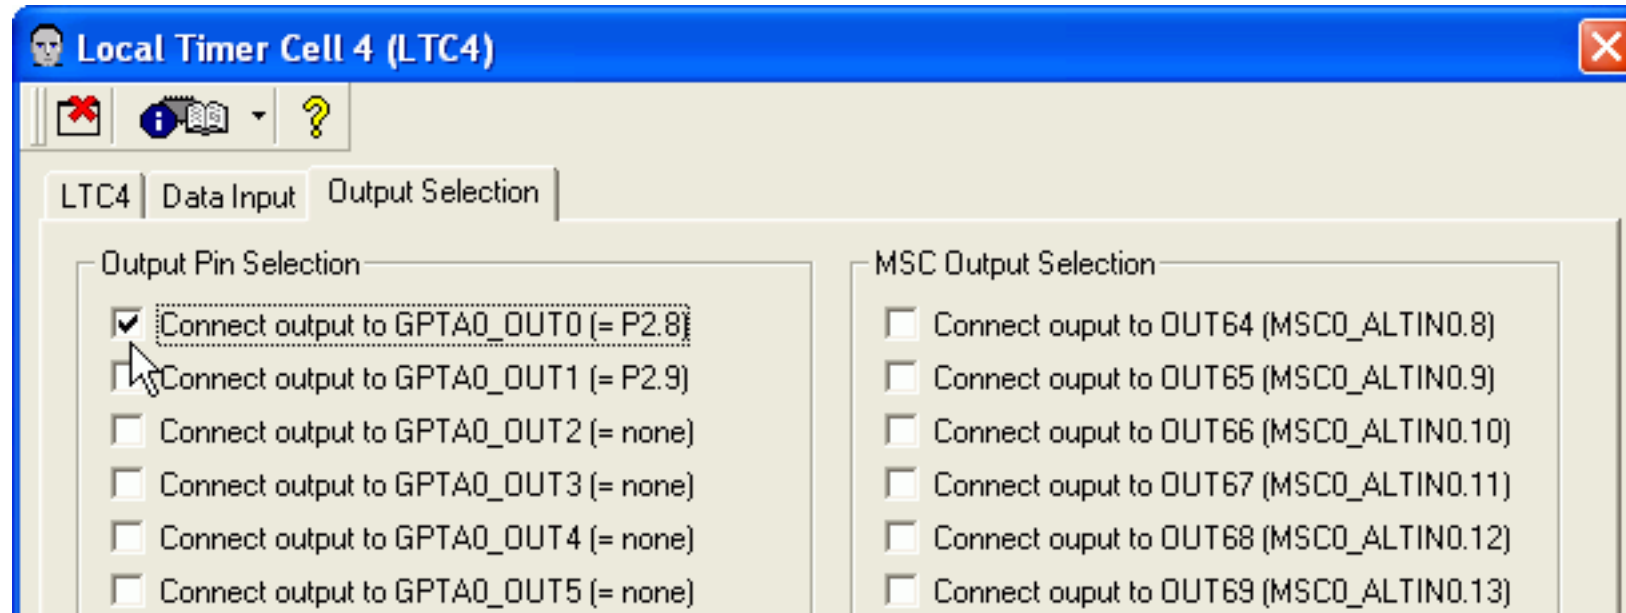 Local Timer Cell 4 (LTC4)
LTC4
Data Input
Output Selection
Output Pin Selection
Connect output to GPTA0_OUT0 (= P2.8)
Connect output to GPTA0_OUT1 (= P2.9)
Connect output to GPTA0_OUT2 (= none)
Connect output to GPTA0_OUT3 (= none)
Connect output to GPTA0_OUT4 (= none)
Connect output to GPTA0_OUT5 (= none)
MSC Output Selection
Connect ouput to OUT64 (MSC0_ALTIN0.8)
Connect ouput to OUT65 (MSC0_ALTIN0.9)
Connect ouput to OUT66 (MSC0_ALTIN0.10)
Connect ouput to OUT67 (MSC0_ALTIN0.11)
Connect ouput to OUT68 (MSC0_ALTIN0.12)
Connect ouput to OUT69 (MSC0_ALTIN0.13)